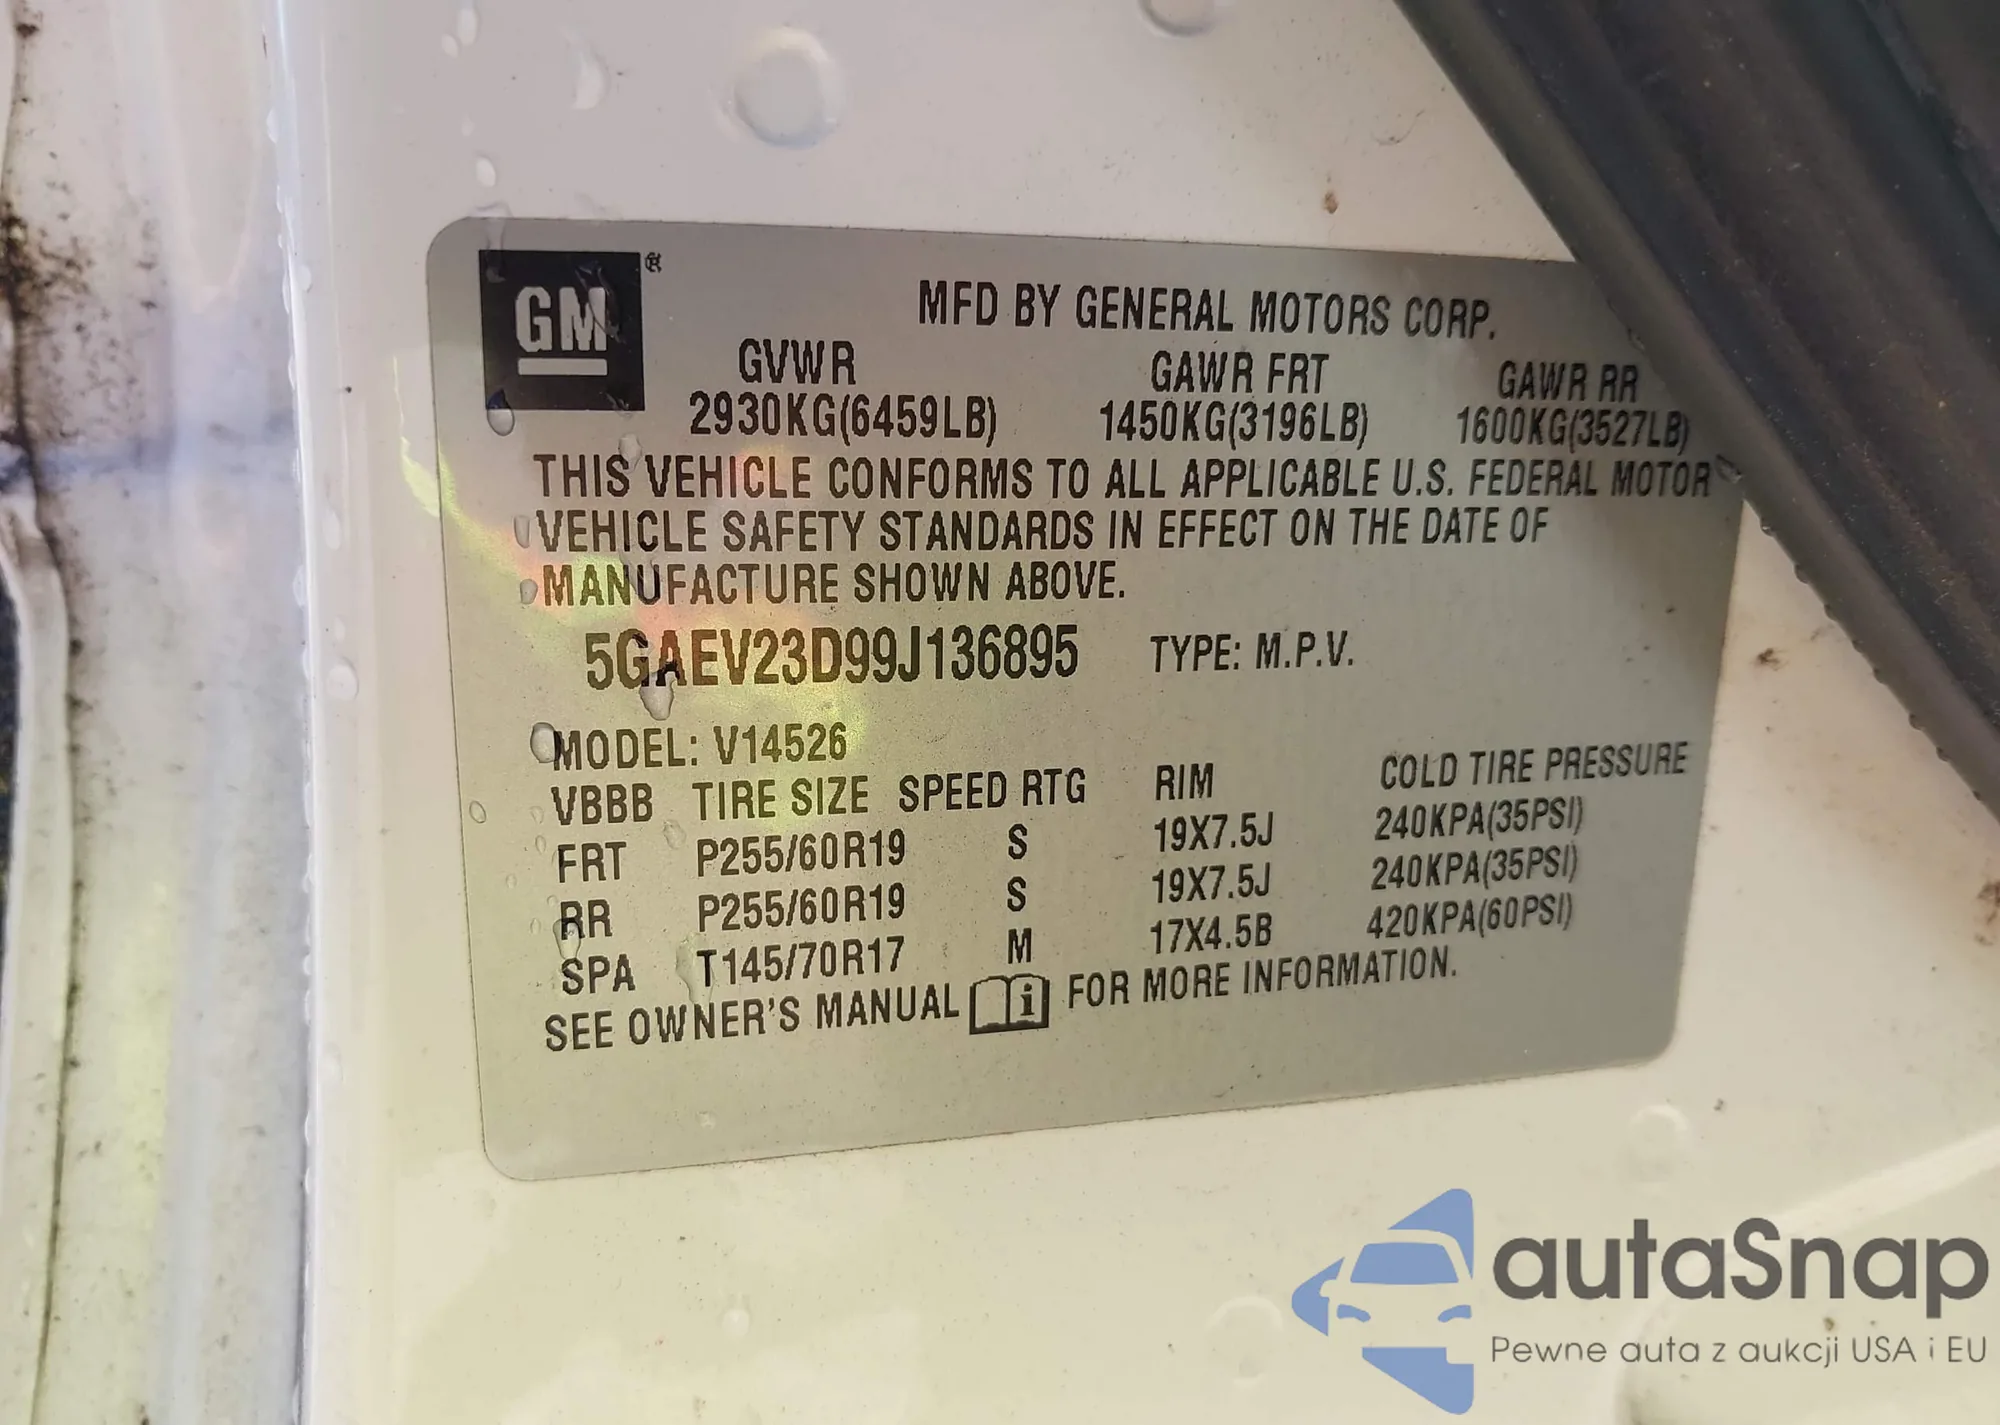 GM®
MFD BY GENERAL MOTORS CORP.
GVWR GAWR FRT GAWR RR
2930KG(6459LB) 1450KG(3196LB) 1600KG(3527LB)
THIS VEHICLE CONFORMS TO ALL APPLICABLE U.S. FEDERAL MOTOR
VEHICLE SAFETY STANDARDS IN EFFECT ON THE DATE OF
MANUFACTURE SHOWN ABOVE.
5GAEV23D99J136895 TYPE: M.P.V.
MODEL: V14526
VBBB TIRE SIZE SPEED RTG RIM COLD TIRE PRESSURE
FRT P255/60R19 S 19X7.5J 240KPA(35PSI)
RR P255/60R19 S 19X7.5J 240KPA(35PSI)
SPA T145/70R17 M 17X4.5B 420KPA(60PSI)
SEE OWNER'S MANUAL i FOR MORE INFORMATION.
autaSnap
Pewne auta z aukcji USA i EU